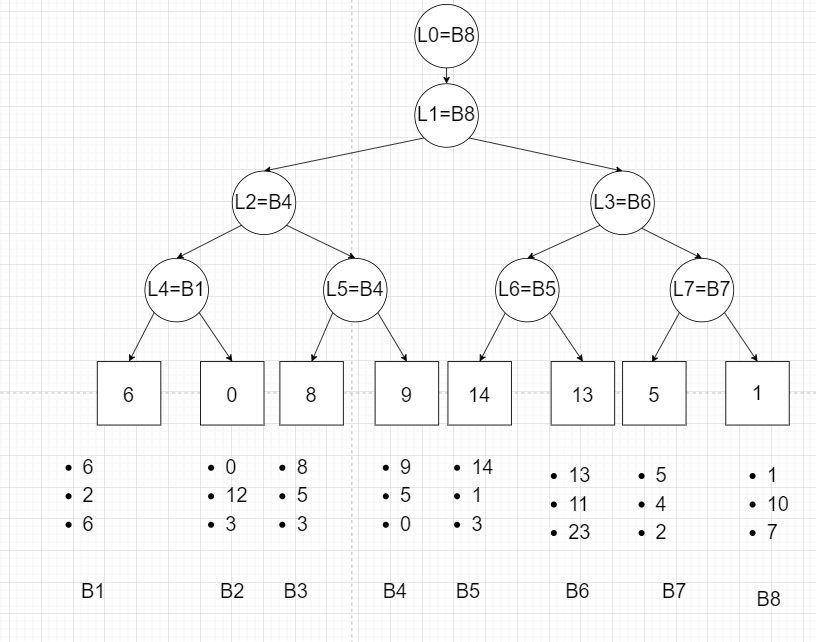 L0=B8
L1=B8
L2=B4
L3=B6
L4=B1
L5=B4
L6=B5
L7=B7
6
0
8
9
14
13
5
1
• 6
• 2
• 6
• 0
• 12
• 3
• 8
• 5
• 3
• 9
• 5
• 0
• 14
• 1
• 3
• 13
• 11
• 23
• 5
• 4
• 2
• 1
• 10
• 7
B1
B2
B3
B4
B5
B6
B7
B8